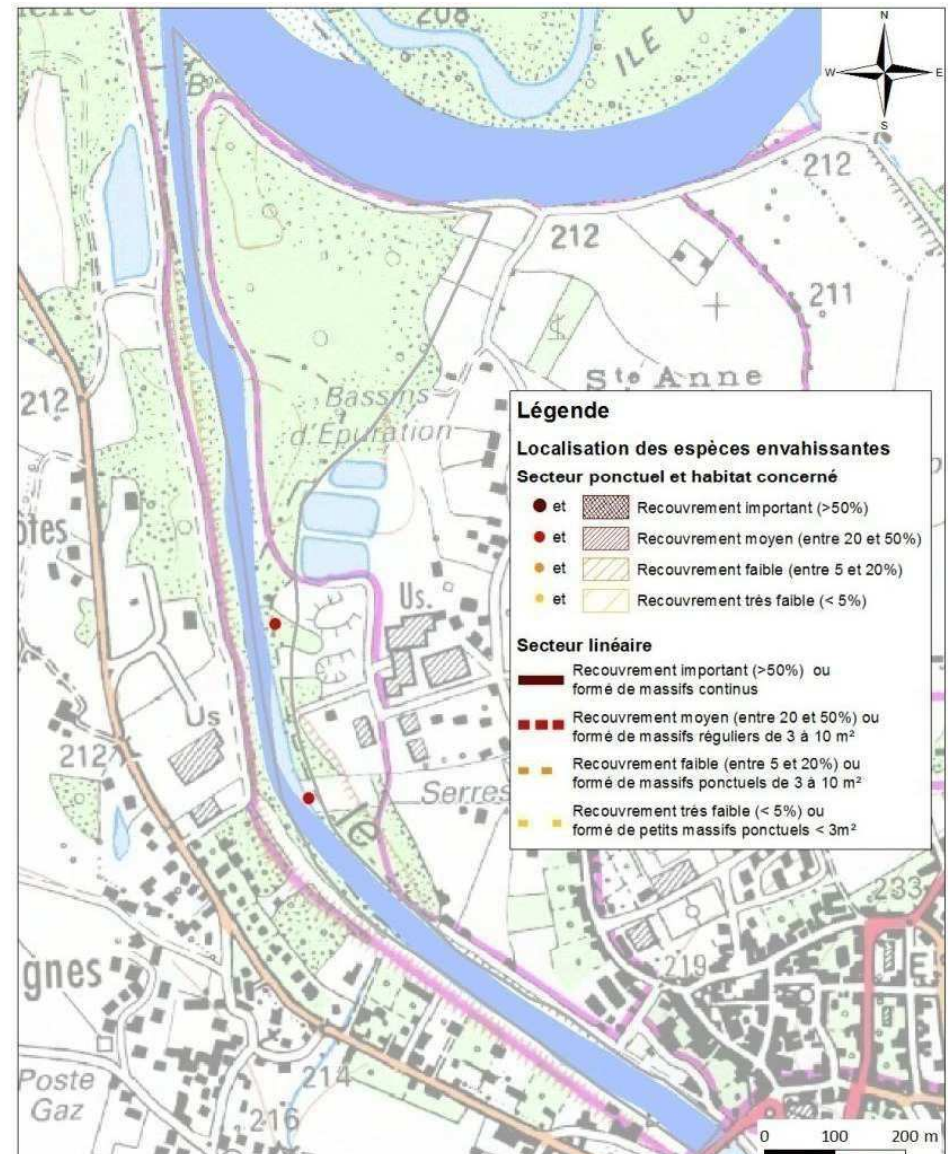 208
ILE D
N
W
E
S
B
212
212
211
Ste Anne
212
Bassins
d'Épuration
Légende
Localisation des espèces envahissantes
Secteur ponctuel et habitat concerné
et Recouvrement important (>50%)
et Recouvrement moyen (entre 20 et 50%)
et Recouvrement faible (entre 5 et 20%)
et Recouvrement très faible (< 5%)
Secteur linéaire
Recouvrement important (>50%) ou
formé de massifs continus
Recouvrement moyen (entre 20 et 50%) ou
formé de massifs réguliers de 3 à 10 m²
Recouvrement faible (entre 5 et 20%) ou
formé de massifs ponctuels de 3 à 10 m²
Recouvrement très faible (< 5%) ou
formé de petits massifs ponctuels < 3m²
otes
Us.
Us
212
Serres
le
233
219
E
gnes
Poste
Gaz
214
216
0 100 200 m